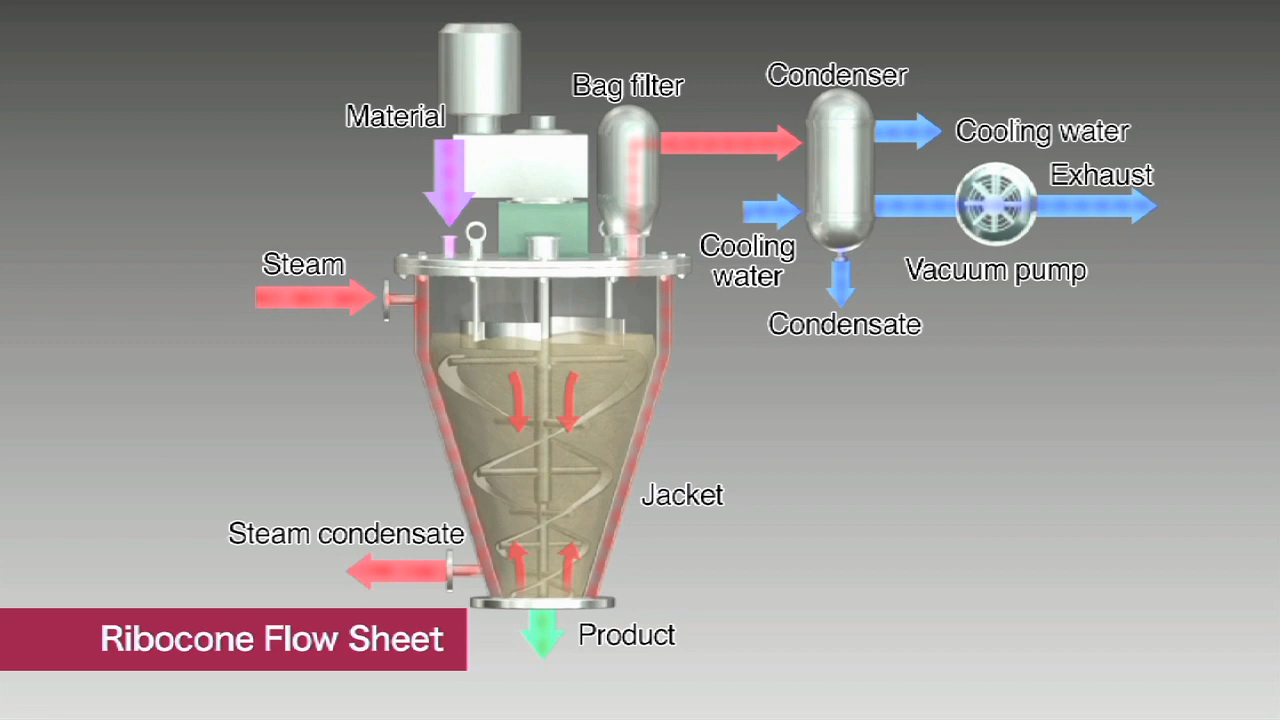 Condenser
Bag filter
Material
Cooling water
Exhaust
Cooling
water
Steam
Vacuum pump
Condensate
Jacket
Steam condensate
Product
Ribocone Flow Sheet